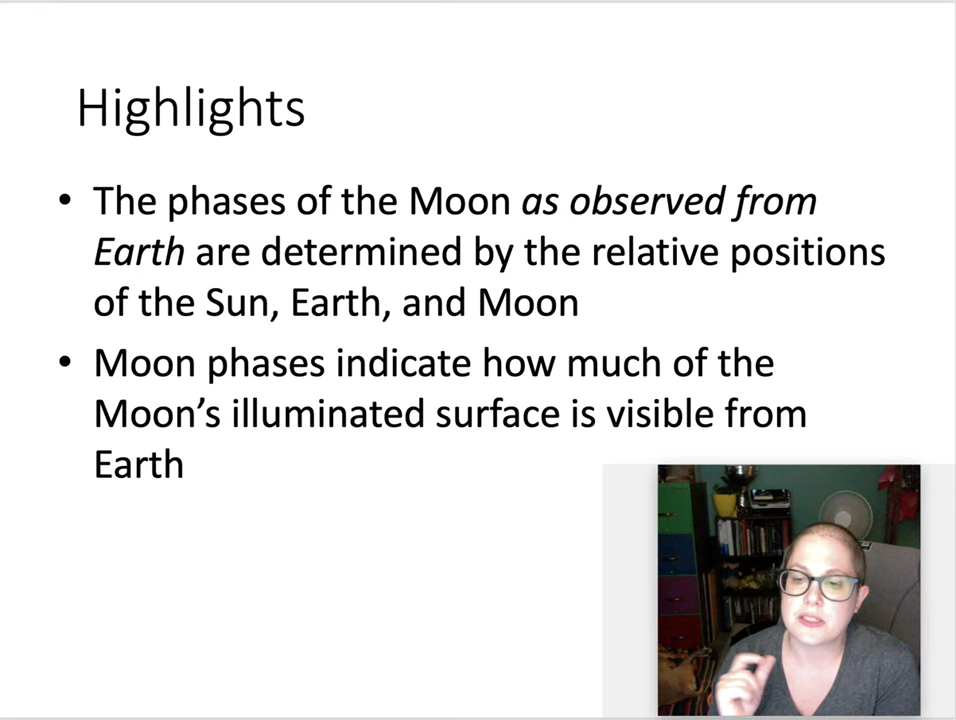 Highlights
• The phases of the Moon as observed from
Earth are determined by the relative positions
of the Sun, Earth, and Moon
• Moon phases indicate how much of the
Moon’s illuminated surface is visible from
Earth